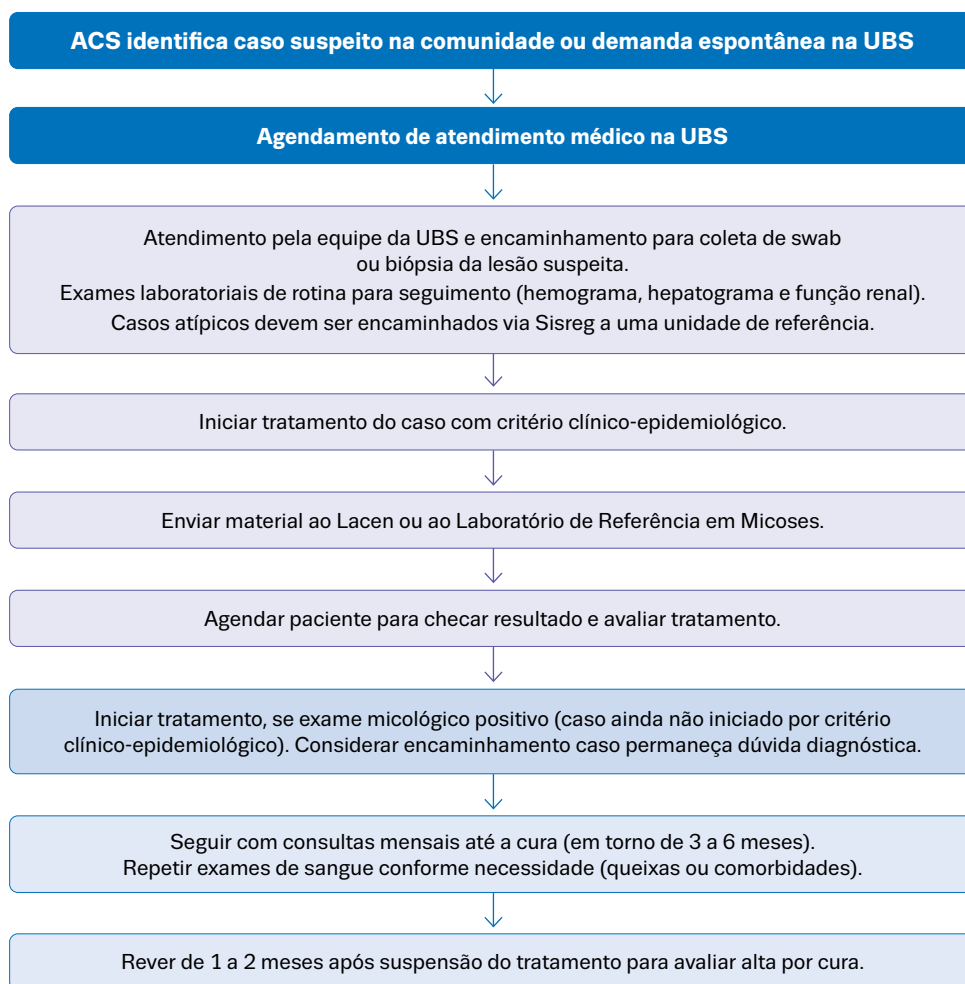 ACS identifica caso suspeito na comunidade ou demanda espontânea na UBS
Agendamento de atendimento médico na UBS
Atendimento pela equipe da UBS e encaminhamento para coleta de swab
ou biópsia da lesão suspeita.
Exames laboratoriais de rotina para seguimento (hemograma, hepatograma e função renal).
Casos atípicos devem ser encaminhados via Sisreg a uma unidade de referência.
Iniciar tratamento do caso com critério clínico-epidemiológico.
Enviar material ao Lacen ou ao Laboratório de Referência em Micoses.
Agendar paciente para checar resultado e avaliar tratamento.
Iniciar tratamento, se exame micológico positivo (caso ainda não iniciado por critério
clínico-epidemiológico). Considerar encaminhamento caso permaneça dúvida diagnóstica.
Seguir com consultas mensais até a cura (em torno de 3 a 6 meses).
Repetir exames de sangue conforme necessidade (queixas ou comorbidades).
Rever de 1 a 2 meses após suspensão do tratamento para avaliar alta por cura.